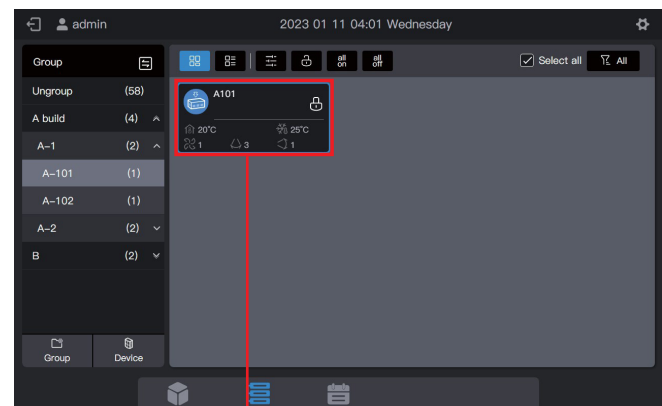 admin
2023 01 11 04:01 Wednesday
Group
Ungroup (58)
A build (4)
A-1 (2)
A-101 (1)
A-102 (1)
A-2 (2)
B (2)
Group
Device
all on
all off
Select all
All
B
A101
20°C
25°C
1
3
1